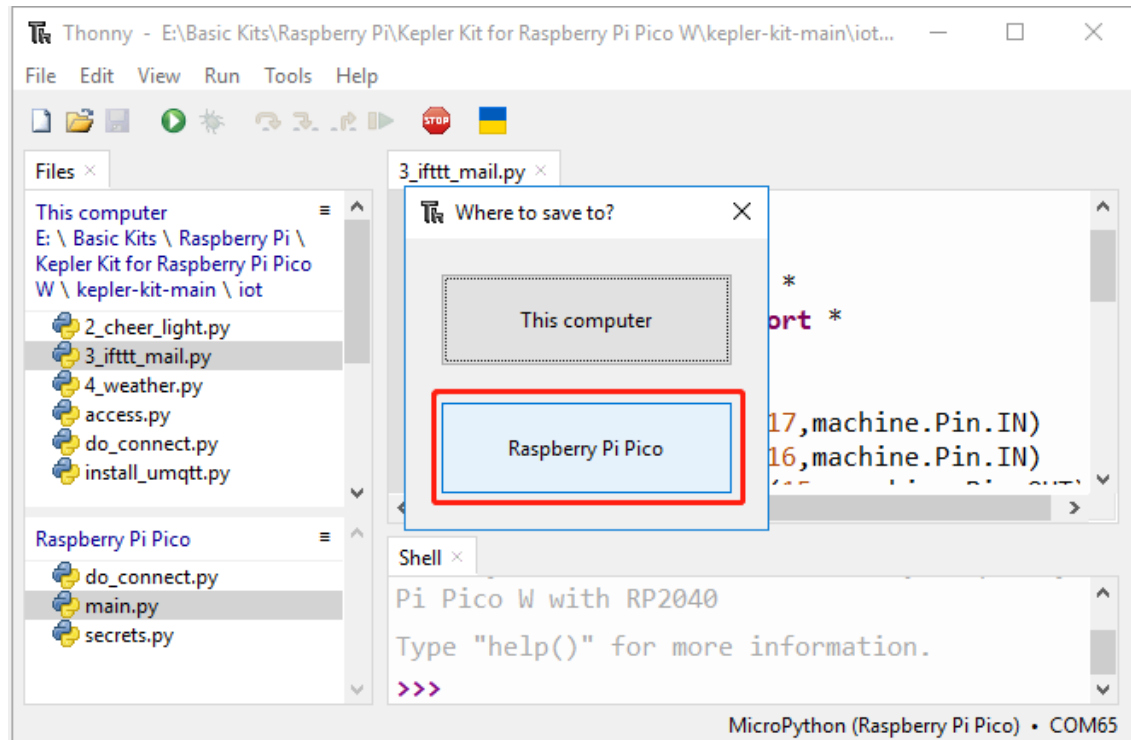 Thonny - E:\Basic Kits\Raspberry Pi\Kepler Kit for Raspberry Pi Pico W\kepler-kit-main\iot...
File Edit View Run Tools Help
STOP
Files
This computer
E: \ Basic Kits \ Raspberry Pi \
Kepler Kit for Raspberry Pi Pico
W \ kepler-kit-main \ iot
2_cheer_light.py
3_ifttt_mail.py
4_weather.py
access.py
do_connect.py
install_umqtt.py
Raspberry Pi Pico
do_connect.py
main.py
secrets.py
3_ifttt_mail.py
Where to save to?
This computer
Raspberry Pi Pico
*
ort *
17,machine.Pin.IN)
16,machine.Pin.IN)
Shell
Pi Pico W with RP2040
Type "help()" for more information.
>>>
MicroPython (Raspberry Pi Pico) • COM65